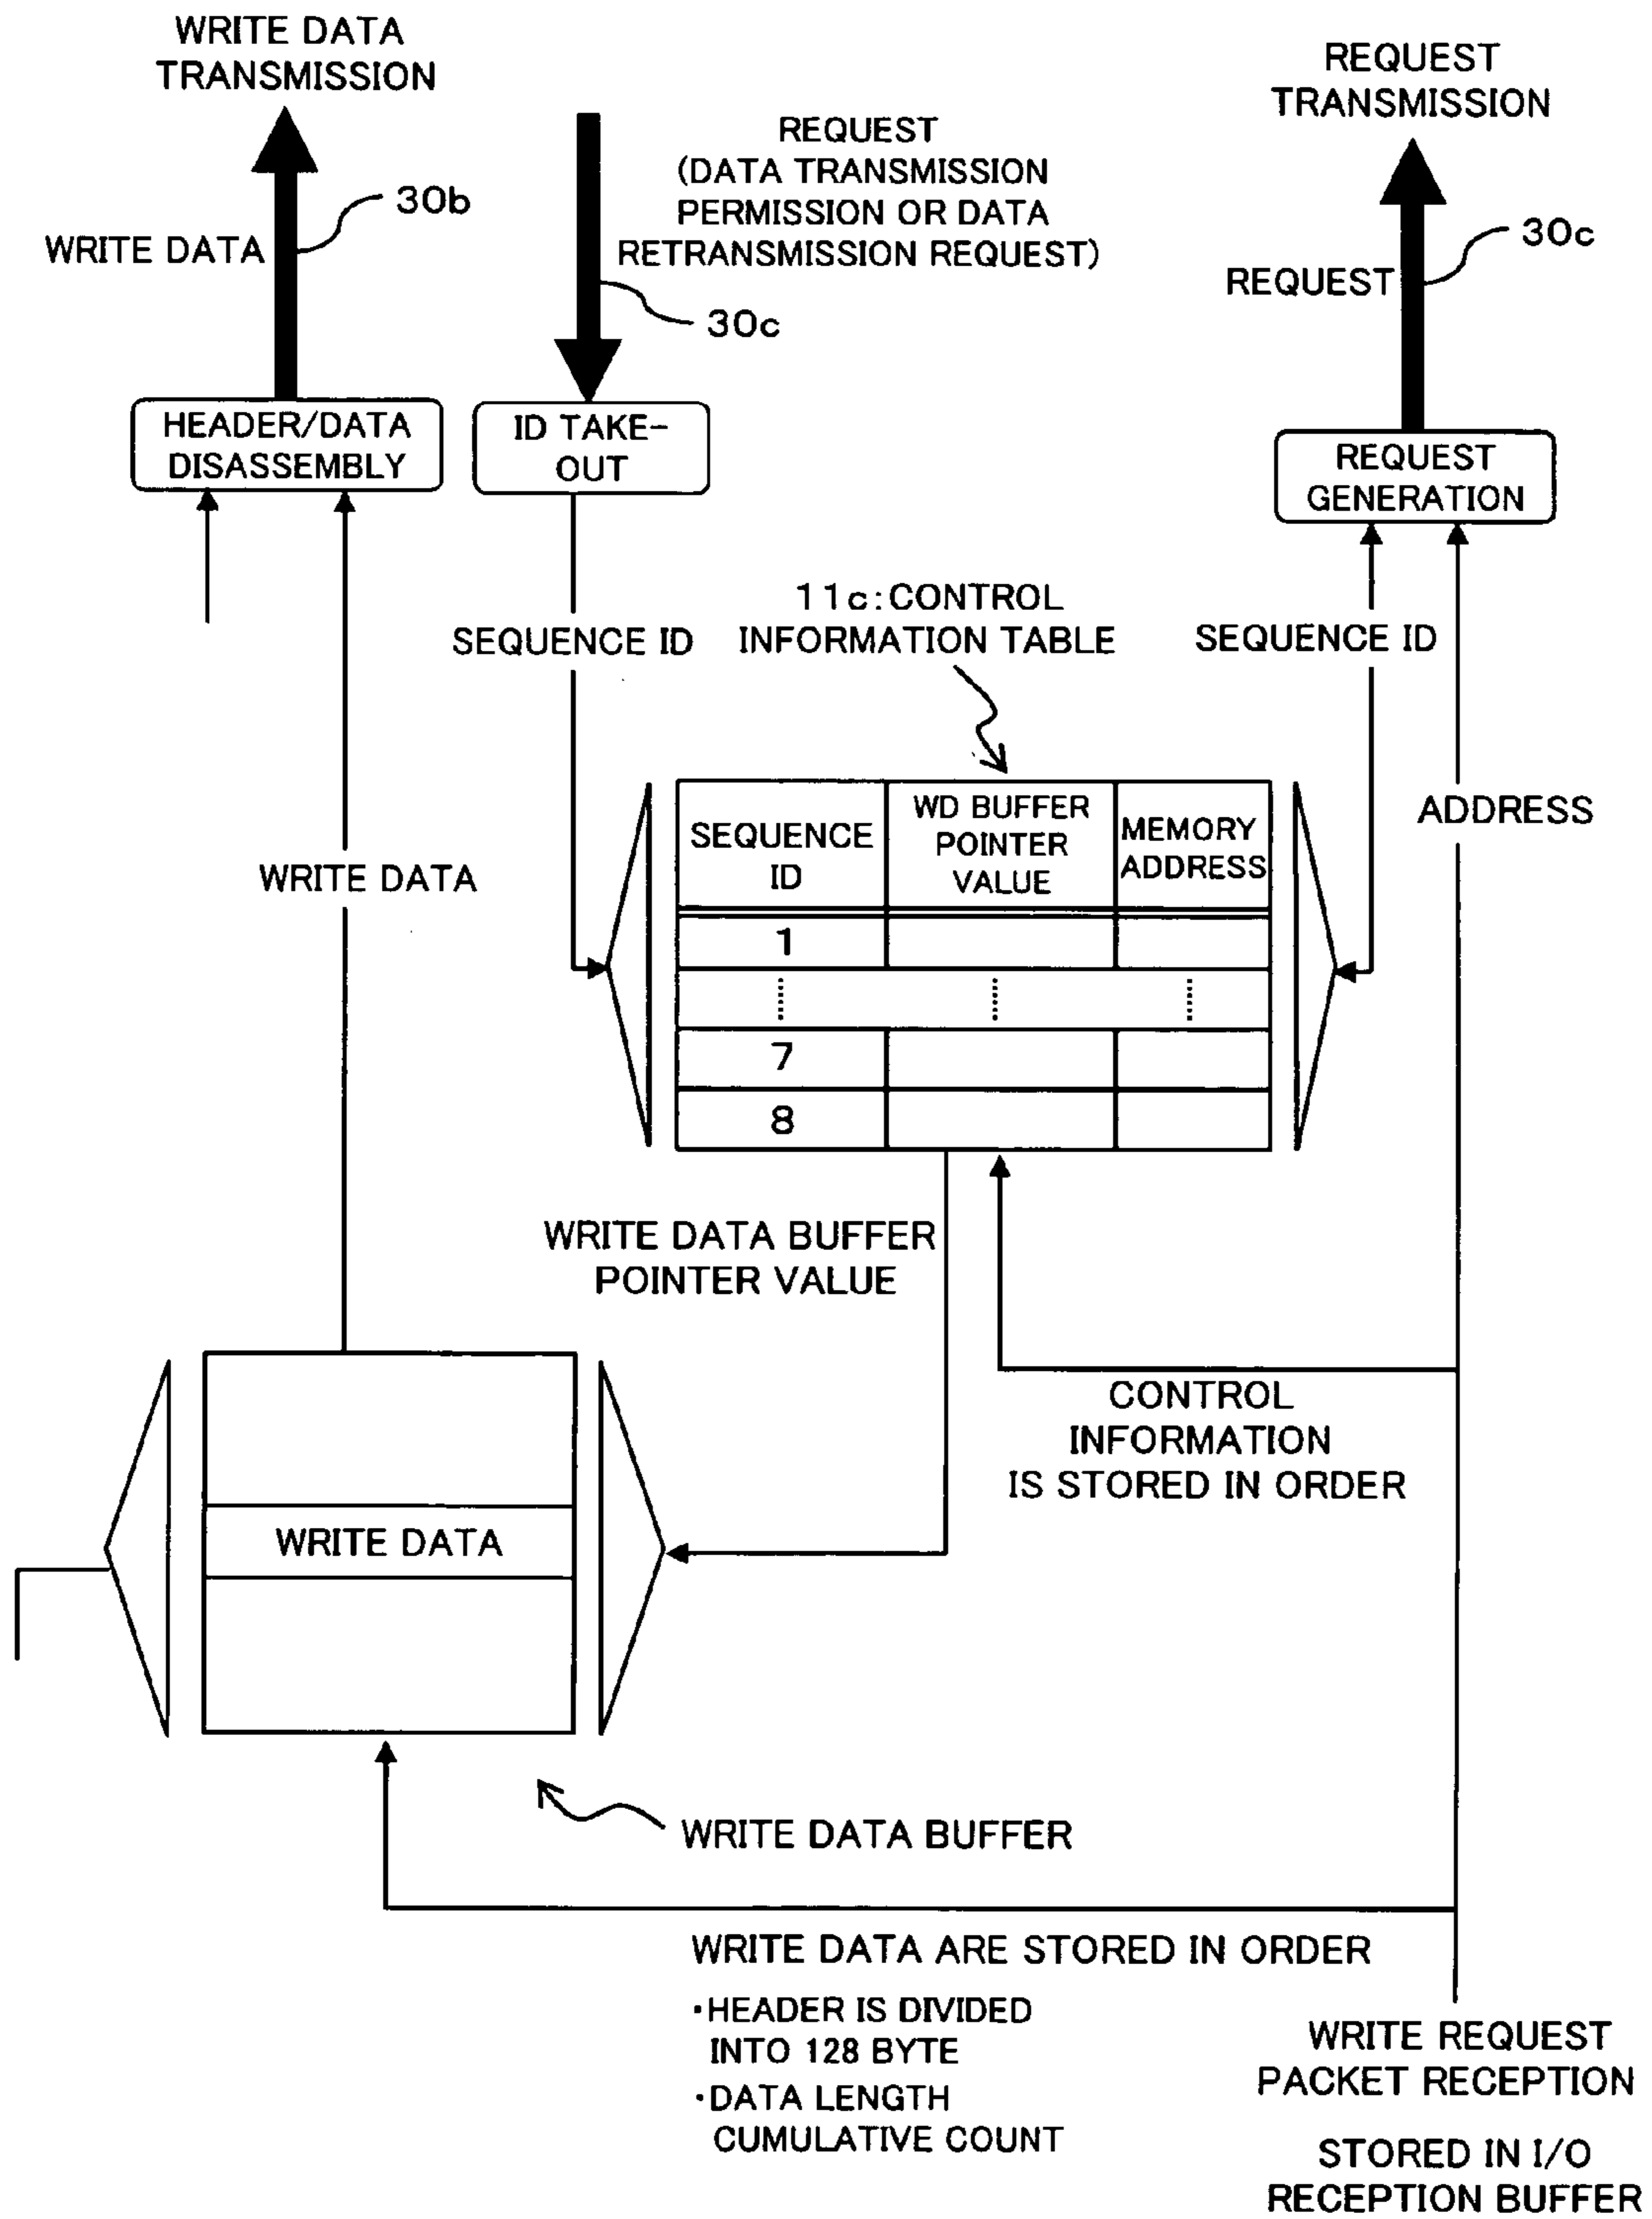 WRITE DATA
TRANSMISSION
REQUEST
TRANSMISSION
REQUEST
(DATA TRANSMISSION
PERMISSION OR DATA
RETRANSMISSION REQUEST)
30b
WRITE DATA
30c
REQUEST
30c
HEADER/DATA
DISASSEMBLY
ID TAKE-
OUT
REQUEST
GENERATION
11c:CONTROL
INFORMATION TABLE
SEQUENCE ID
SEQUENCE ID
ADDRESS
WRITE DATA
SEQUENCE
ID
WD BUFFER
POINTER
VALUE
MEMORY
ADDRESS
1
7
8
WRITE DATA BUFFER
POINTER VALUE
CONTROL
INFORMATION
IS STORED IN ORDER
WRITE DATA
WRITE DATA BUFFER
WRITE DATA ARE STORED IN ORDER
・HEADER IS DIVIDED
INTO 128 BYTE
・DATA LENGTH
CUMULATIVE COUNT
WRITE REQUEST
PACKET RECEPTION
STORED IN I/O
RECEPTION BUFFER